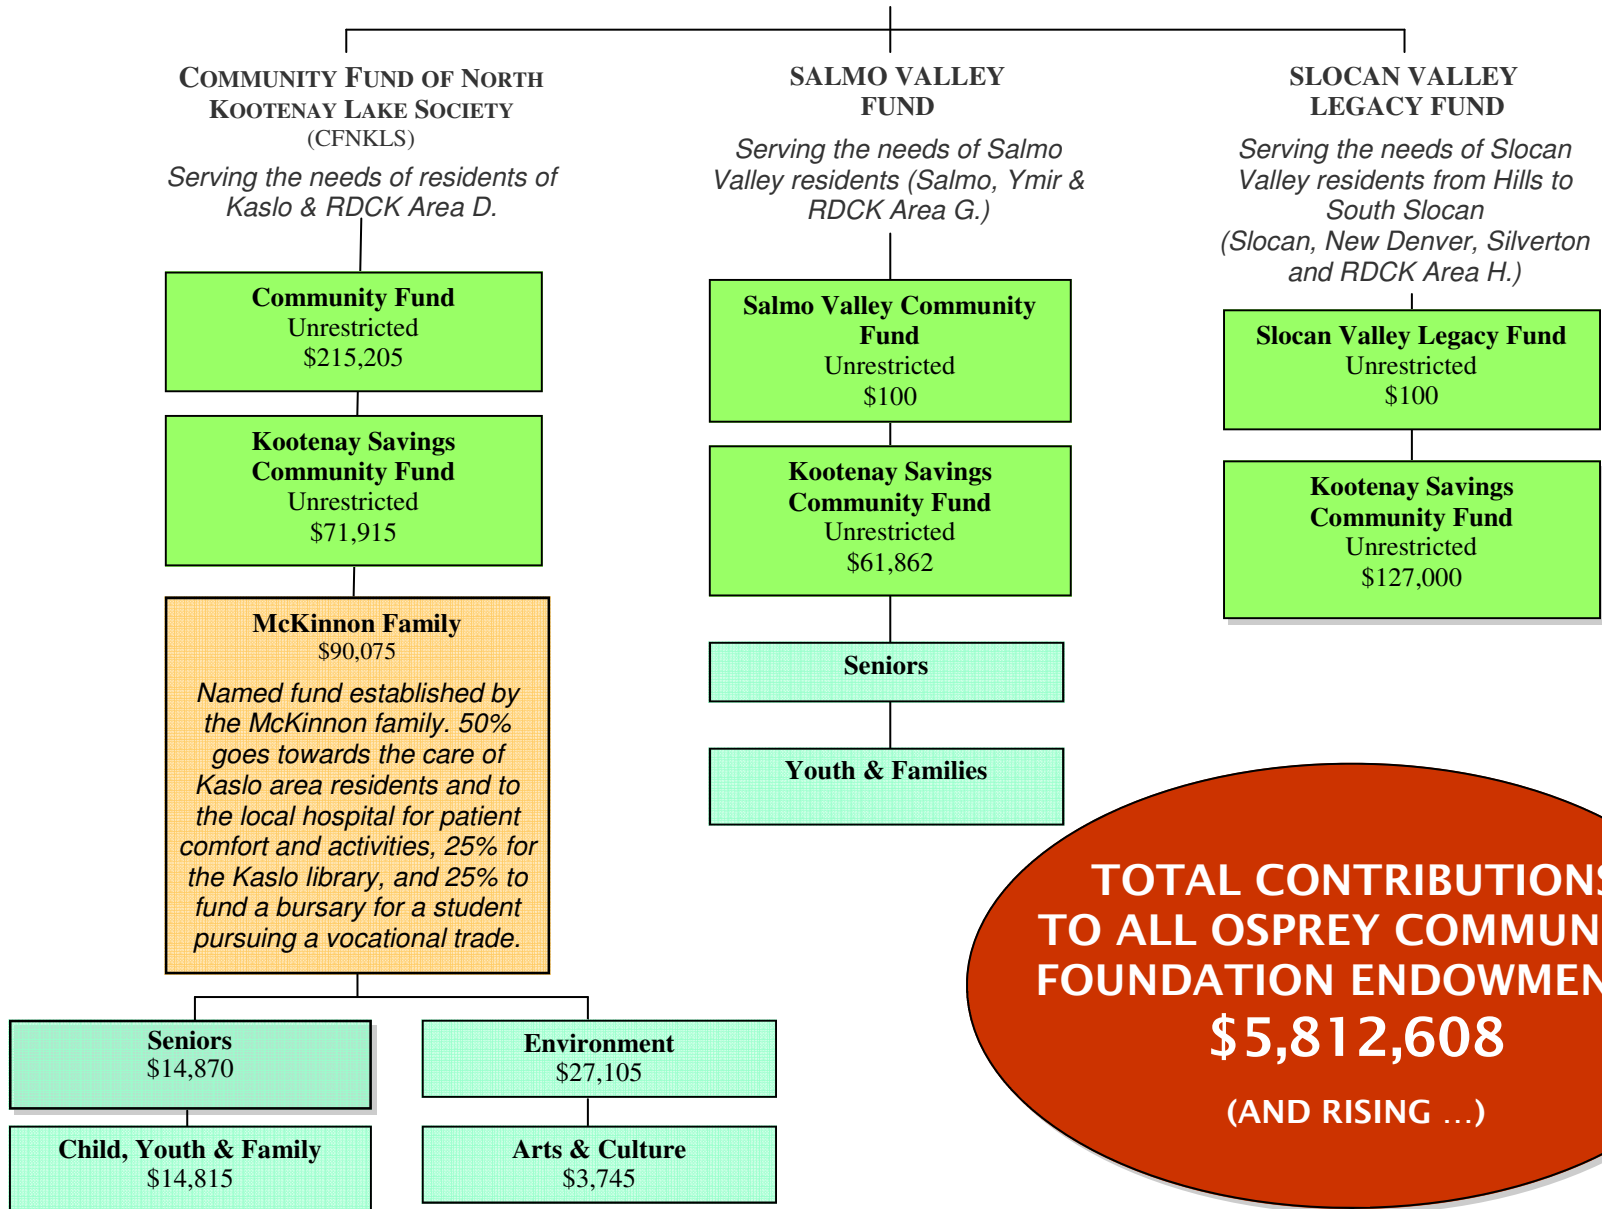 COMMUNITY FUND OF NORTH
KOOTENAY LAKE SOCIETY
(CFNKLS)
Serving the needs of residents of
Kaslo & RDCK Area D.
Community Fund
Unrestricted
$215,205
Kootenay Savings
Community Fund
Unrestricted
$71,915
McKinnon Family
$90,075
Named fund established by
the McKinnon family. 50%
goes towards the care of
Kaslo area residents and to
the local hospital for patient
comfort and activities, 25% for
the Kaslo library, and 25% to
fund a bursary for a student
pursuing a vocational trade.
Seniors
$14,870
Child, Youth & Family
$14,815
Environment
$27,105
Arts & Culture
$3,745
SALMO VALLEY
FUND
Serving the needs of Salmo
Valley residents (Salmo, Ymir &
RDCK Area G.)
Salmo Valley Community
Fund
Unrestricted
$100
Kootenay Savings
Community Fund
Unrestricted
$61,862
Seniors
Youth & Families
SLOCAN VALLEY
LEGACY FUND
Serving the needs of Slocan
Valley residents from Hills to
South Slocan
(Slocan, New Denver, Silverton
and RDCK Area H.)
Slocan Valley Legacy Fund
Unrestricted
$100
Kootenay Savings
Community Fund
Unrestricted
$127,000
TOTAL CONTRIBUTIONS
TO ALL OSPREY COMMUN
FOUNDATION ENDOWMEN
$5,812,608
(AND RISING …)